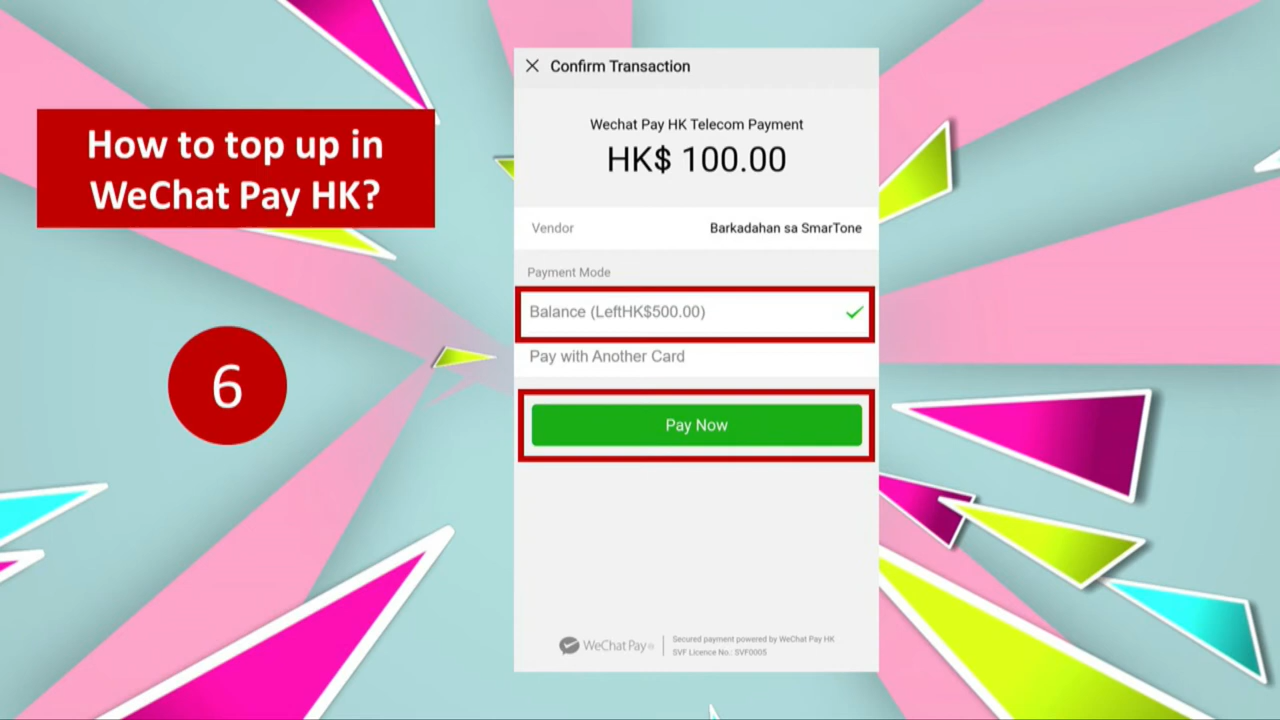 How to top up in
WeChat Pay HK?
6
Confirm Transaction
Wechat Pay HK Telecom Payment
HK$ 100.00
Vendor Barkadahan sa SmarTone
Payment Mode
Balance (LeftHK$500.00)
Pay with Another Card
Pay Now
WeChat Pay
Secured payment powered by WeChat Pay HK
SVF Licence No.: SVF0005